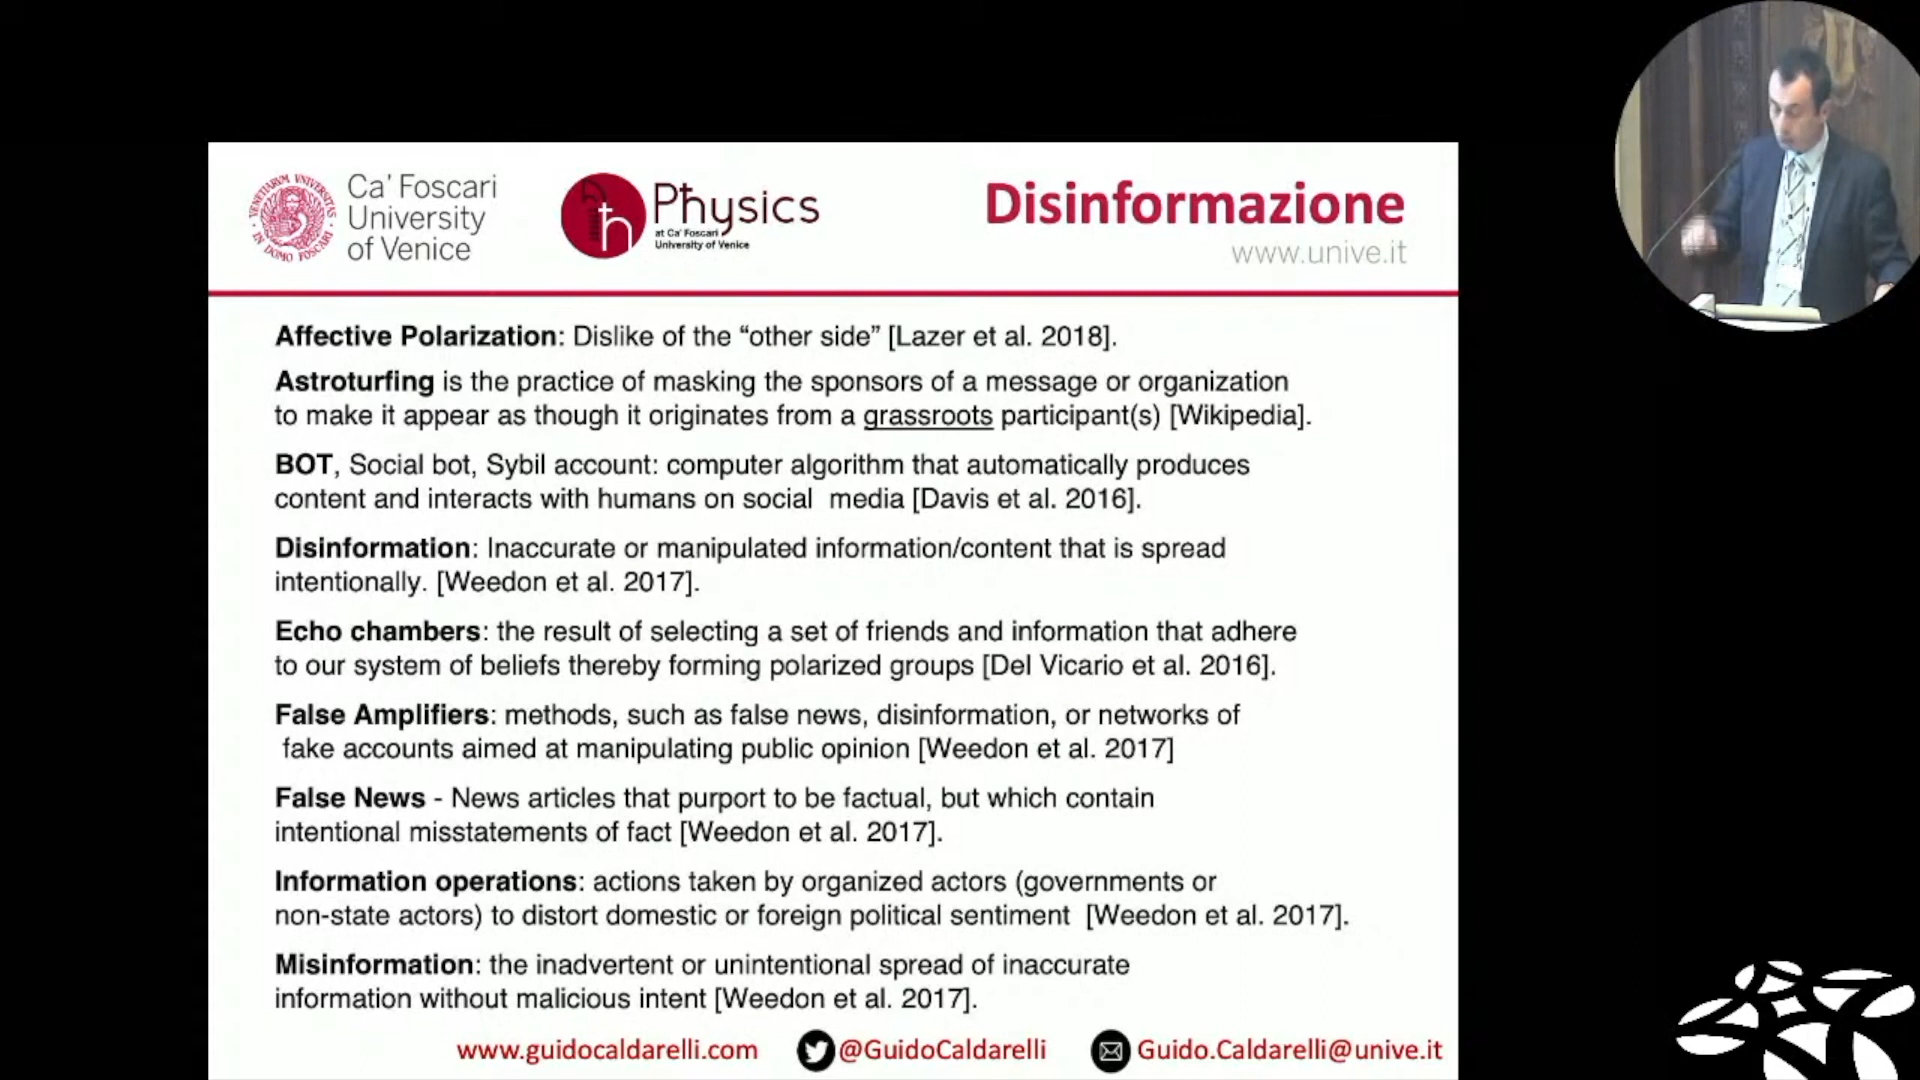 Ca' Foscari
University
of Venice
VENETIARUM VNIVERSITAS
IN DOMO FOSCARI
Physics
at Ca' Foscari
University of Venice
Disinformazione
www.unive.it
Affective Polarization: Dislike of the “other side” [Lazer et al. 2018].
Astroturfing is the practice of masking the sponsors of a message or organization
to make it appear as though it originates from a grassroots participant(s) [Wikipedia].
BOT, Social bot, Sybil account: computer algorithm that automatically produces
content and interacts with humans on social media [Davis et al. 2016].
Disinformation: Inaccurate or manipulated information/content that is spread
intentionally. [Weedon et al. 2017].
Echo chambers: the result of selecting a set of friends and information that adhere
to our system of beliefs thereby forming polarized groups [Del Vicario et al. 2016].
False Amplifiers: methods, such as false news, disinformation, or networks of
fake accounts aimed at manipulating public opinion [Weedon et al. 2017]
False News - News articles that purport to be factual, but which contain
intentional misstatements of fact [Weedon et al. 2017].
Information operations: actions taken by organized actors (governments or
non-state actors) to distort domestic or foreign political sentiment [Weedon et al. 2017].
Misinformation: the inadvertent or unintentional spread of inaccurate
information without malicious intent [Weedon et al. 2017].
www.guidocaldarelli.com @GuidoCaldarelli Guido.Caldarelli@unive.it